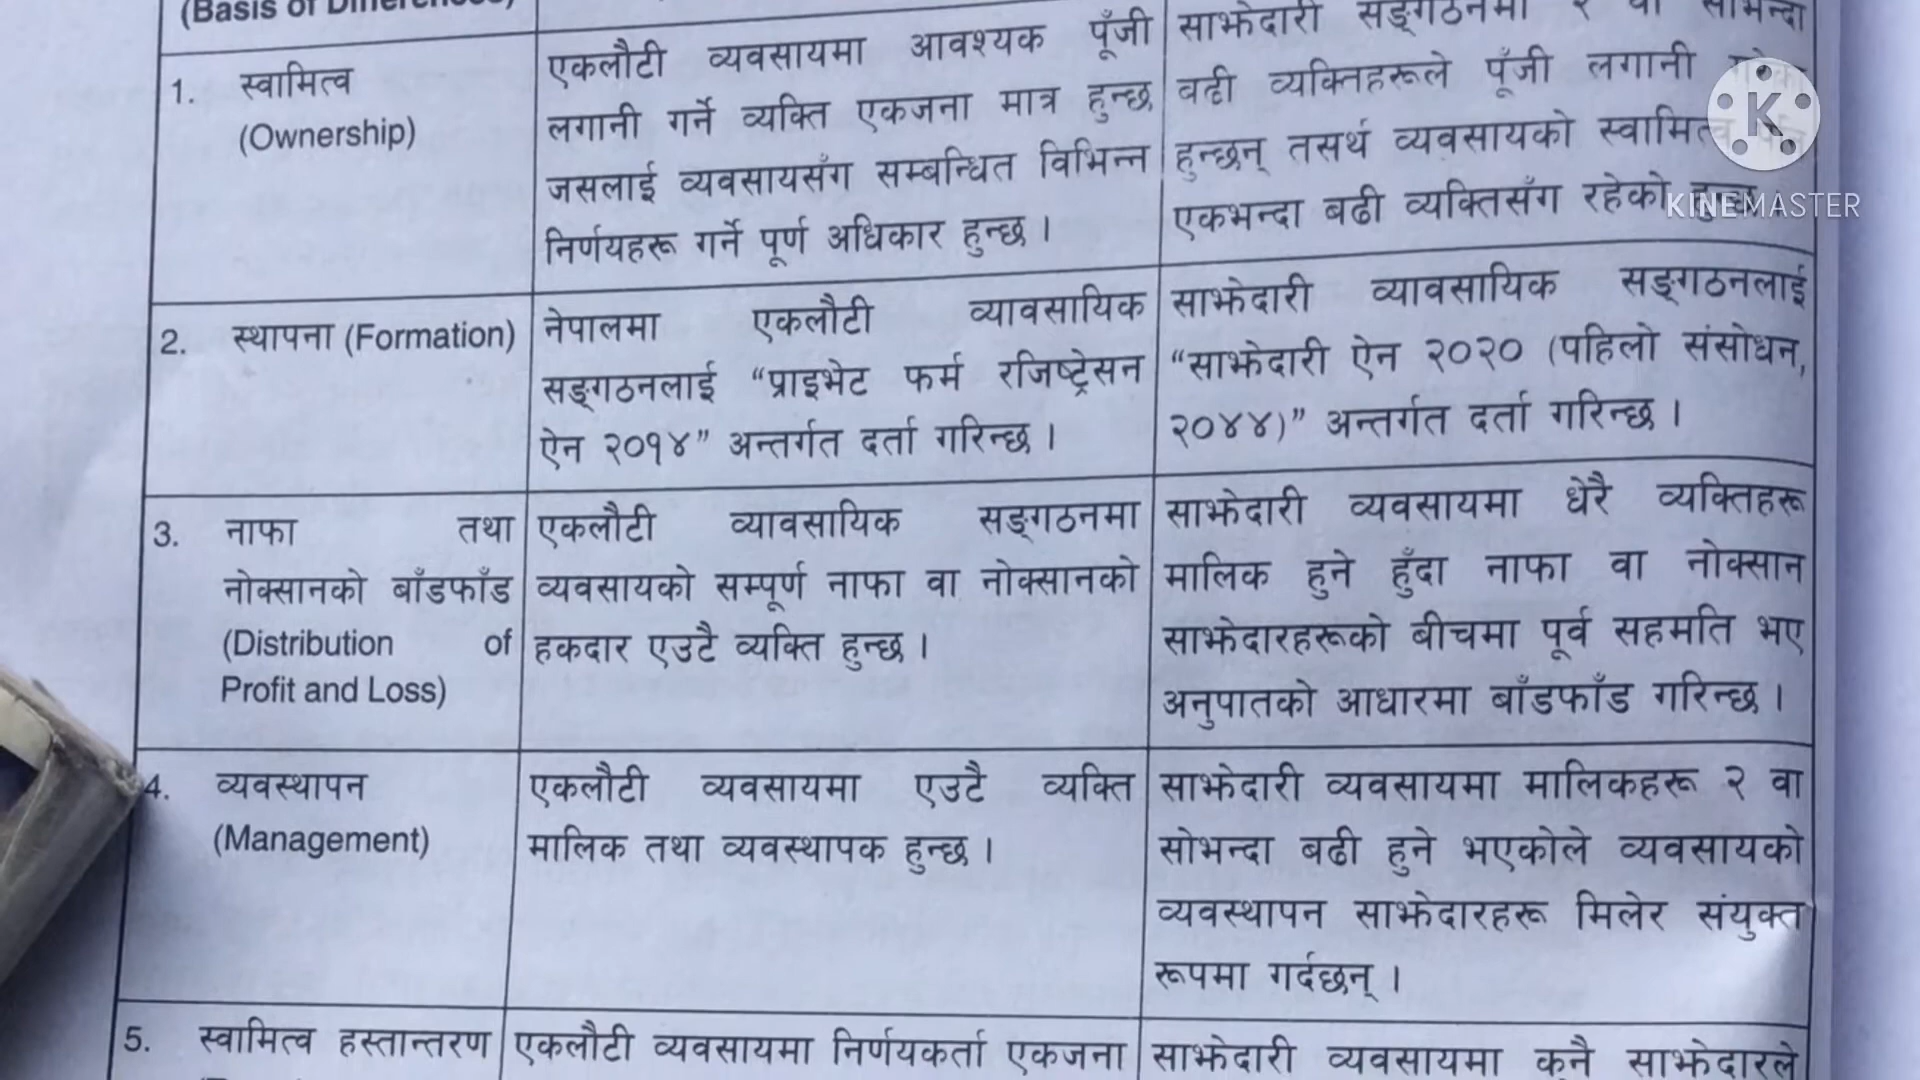 (Basis of Differences)
1. स्वामित्व
(Ownership)
एकलौटी व्यवसायमा आवश्यक पूँजी
लगानी गर्ने व्यक्ति एकजना मात्र हुन्छ
जसलाई व्यवसायसँग सम्बन्धित विभिन्न
निर्णयहरू गर्ने पूर्ण अधिकार हुन्छ ।
साझेदारी सङ्गठनमा २ वा सोभन्दा
बढी व्यक्तिहरूले पूँजी लगानी
हुन्छन् तसर्थ व्यवसायको स्वामित्व
एकभन्दा बढी व्यक्तिसँग रहेको हुन्छ
2. स्थापना (Formation)
नेपालमा एकलौटी व्यावसायिक
सङ्गठनलाई “प्राइभेट फर्म रजिष्ट्रेसन
ऐन २०१४” अन्तर्गत दर्ता गरिन्छ ।
साझेदारी व्यावसायिक सङ्गठनलाई
“साझेदारी ऐन २०२० (पहिलो संसोधन,
२०४४)” अन्तर्गत दर्ता गरिन्छ ।
3. नाफा तथा
नोक्सानको बाँडफाँड
(Distribution of
Profit and Loss)
एकलौटी व्यावसायिक सङ्गठनमा
व्यवसायको सम्पूर्ण नाफा वा नोक्सानको
हकदार एउटै व्यक्ति हुन्छ ।
साझेदारी व्यवसायमा धेरै व्यक्तिहरू
मालिक हुने हुँदा नाफा वा नोक्सान
साझेदारहरूको बीचमा पूर्व सहमति भए
अनुपातको आधारमा बाँडफाँड गरिन्छ ।
4. व्यवस्थापन
(Management)
एकलौटी व्यवसायमा एउटै व्यक्ति
मालिक तथा व्यवस्थापक हुन्छ ।
साझेदारी व्यवसायमा मालिकहरू २ वा
सोभन्दा बढी हुने भएकोले व्यवसायको
व्यवस्थापन साझेदारहरू मिलेर संयुक्त
रूपमा गर्दछन् ।
5. स्वामित्व हस्तान्तरण
एकलौटी व्यवसायमा निर्णयकर्ता एकजना
साझेदारी व्यवसायमा कुनै साझेदारले
K
KINEMASTER